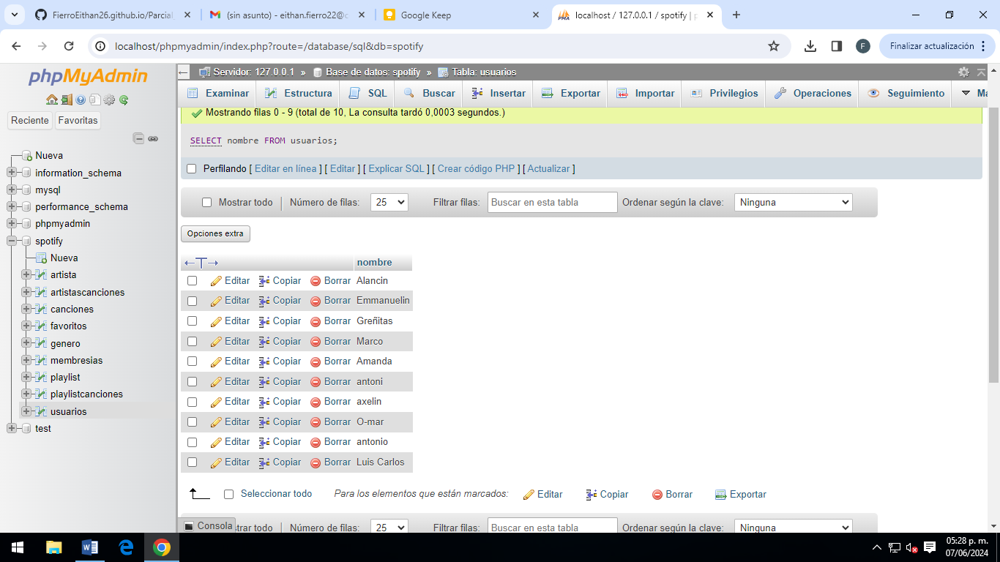 FierroEithan26.github.io/Parcial
(sin asunto) - eithan.fierro22@c
Google Keep
localhost / 127.0.0.1 / spotify | p
localhost/phpmyadmin/index.php?route=/database/sql&db=spotify
F
Finalizar actualización
phpMyAdmin
Reciente
Favoritas
Nueva
information_schema
mysql
performance_schema
phpmyadmin
spotify
Nueva
artista
artistascanciones
canciones
favoritos
genero
membresias
playlist
playlistcanciones
usuarios
test
Servidor: 127.0.0.1 » Base de datos: spotify » Tabla: usuarios
Examinar Estructura SQL Buscar Insertar Exportar Importar Privilegios Operaciones Seguimiento Ma
Mostrando filas 0 - 9 (total de 10, La consulta tardó 0,0003 segundos.)
SELECT nombre FROM usuarios;
Perfilando [ Editar en línea ] [ Editar ] [ Explicar SQL ] [ Crear código PHP ] [ Actualizar ]
Mostrar todo | Número de filas: 25 Filtrar filas: Buscar en esta tabla Ordenar según la clave: Ninguna
Opciones extra
←T→ nombre
Editar Copiar Borrar Alancin
Editar Copiar Borrar Emmanuelin
Editar Copiar Borrar Greñitas
Editar Copiar Borrar Marco
Editar Copiar Borrar Amanda
Editar Copiar Borrar antoni
Editar Copiar Borrar axelin
Editar Copiar Borrar O-mar
Editar Copiar Borrar antonio
Editar Copiar Borrar Luis Carlos
Seleccionar todo Para los elementos que están marcados: Editar Copiar Borrar Exportar
Consola
strar todo | Número de filas: 25 Filtrar filas: Buscar en esta tabla Ordenar según la clave: Ninguna
05:28 p. m.
07/06/2024